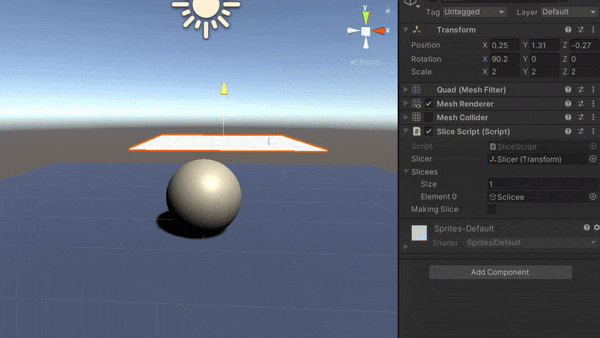 Tag Untagged Layer Default
Transform
Position X 0.25 Y 1.31 Z -0.27
Rotation X 90.2 Y 0 Z 0
Scale X 2 Y 2 Z 2
y
x
Persp
Quad (Mesh Filter)
Mesh Renderer
Mesh Collider
Slice Script (Script)
Script SliceScript
Slicer Slicer (Transform)
Slicees
Size 1
Element 0 Sclicee
Making Slice
Sprites-Default
Shader Sprites/Default
Add Component